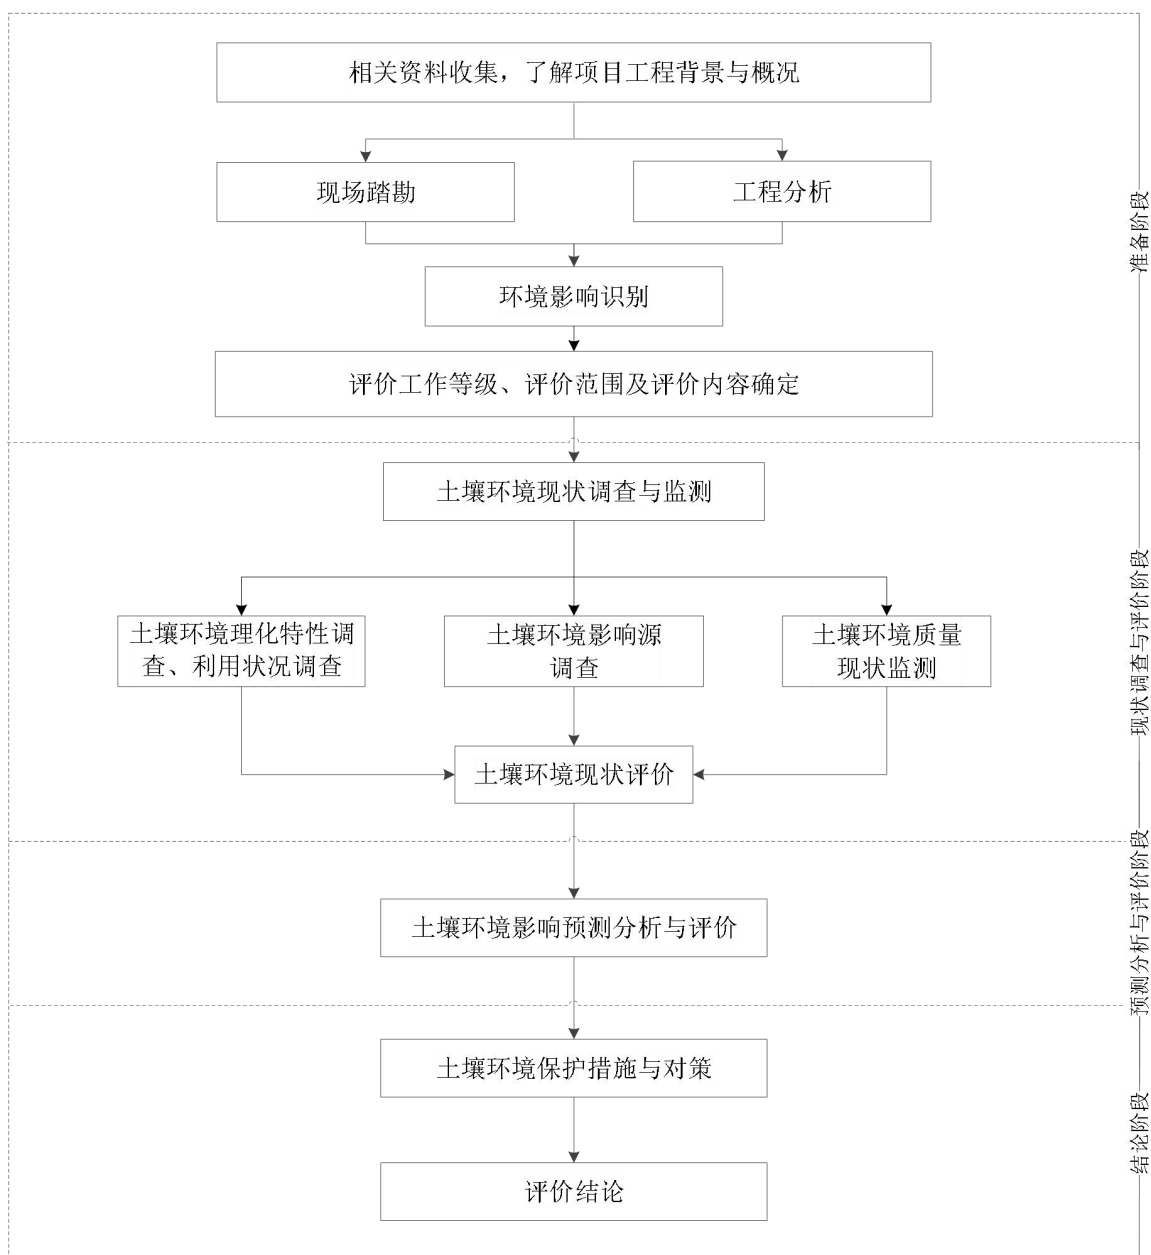 相关资料收集，了解项目工程背景与概况
现场踏勘
工程分析
环境影响识别
评价工作等级、评价范围及评价内容确定
准备阶段
土壤环境现状调查与监测
土壤环境理化特性调
查、利用状况调查
土壤环境影响源
调查
土壤环境质量
现状监测
土壤环境现状评价
现状调查与评价阶段
土壤环境影响预测分析与评价
预测分析与评价阶段
土壤环境保护措施与对策
评价结论
结论阶段